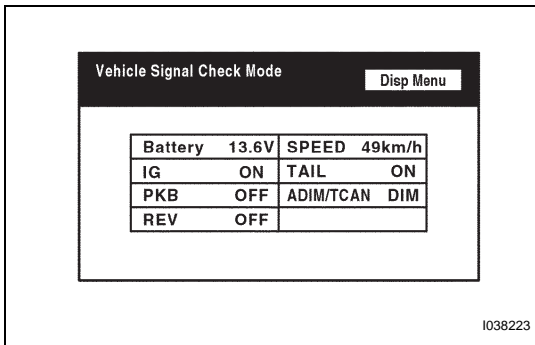 Vehicle Signal Check Mode
Disp Menu
Battery 13.6V SPEED 49km/h
IG ON TAIL ON
PKB OFF ADIM/TCAN DIM
REV OFF
I038223